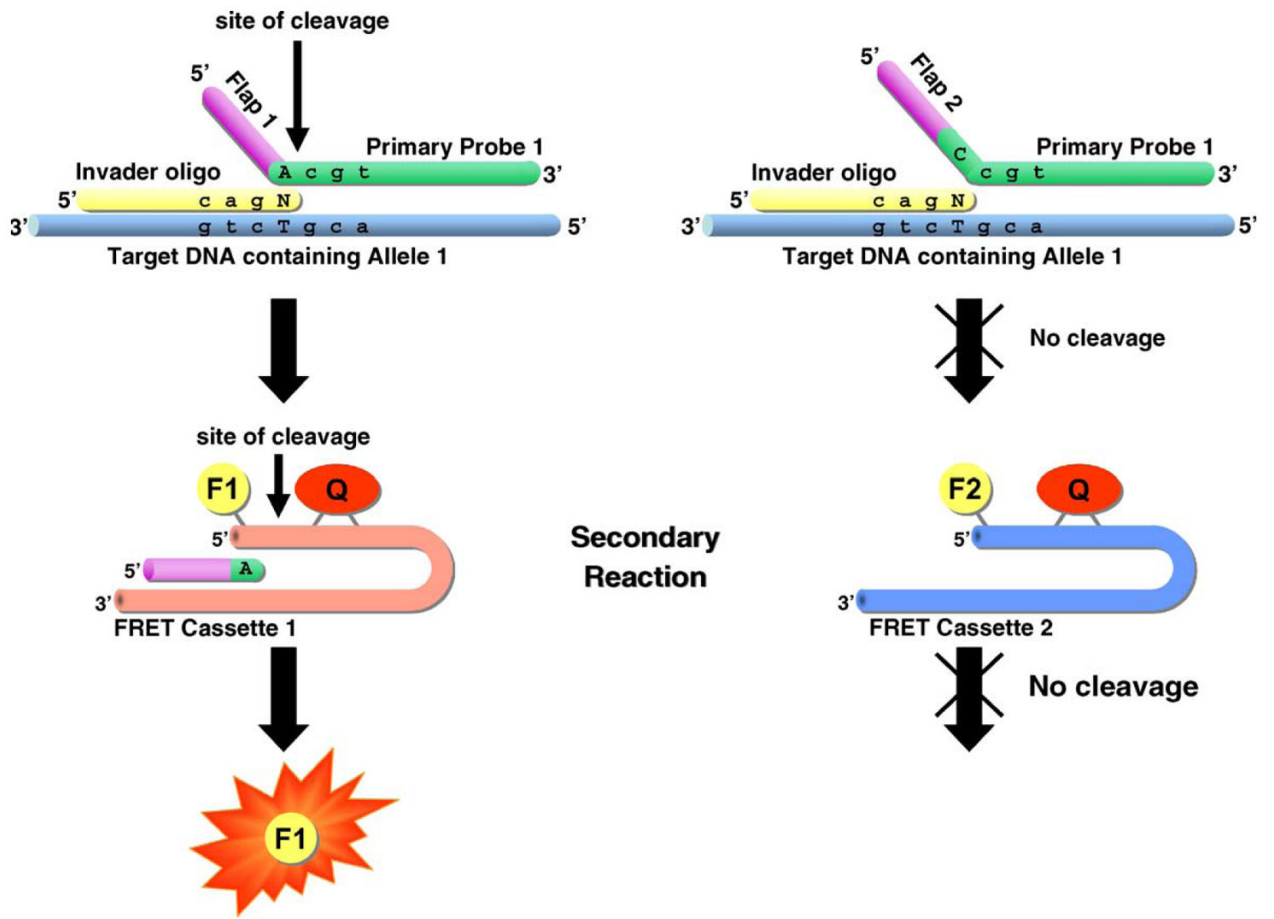 site of cleavage
5’
Flap 1
Primary Probe 1
A c g t
3’
Invader oligo
5’
c a g N
3’
g t c T g c a
5’
Target DNA containing Allele 1
5’
Flap 2
Primary Probe 1
C
c g t
3’
Invader oligo
5’
c a g N
3’
g t c T g c a
5’
Target DNA containing Allele 1
No cleavage
site of cleavage
F1
Q
5’
5’
A
3’
FRET Cassette 1
Secondary
Reaction
F2
Q
5’
3’
FRET Cassette 2
No cleavage
F1